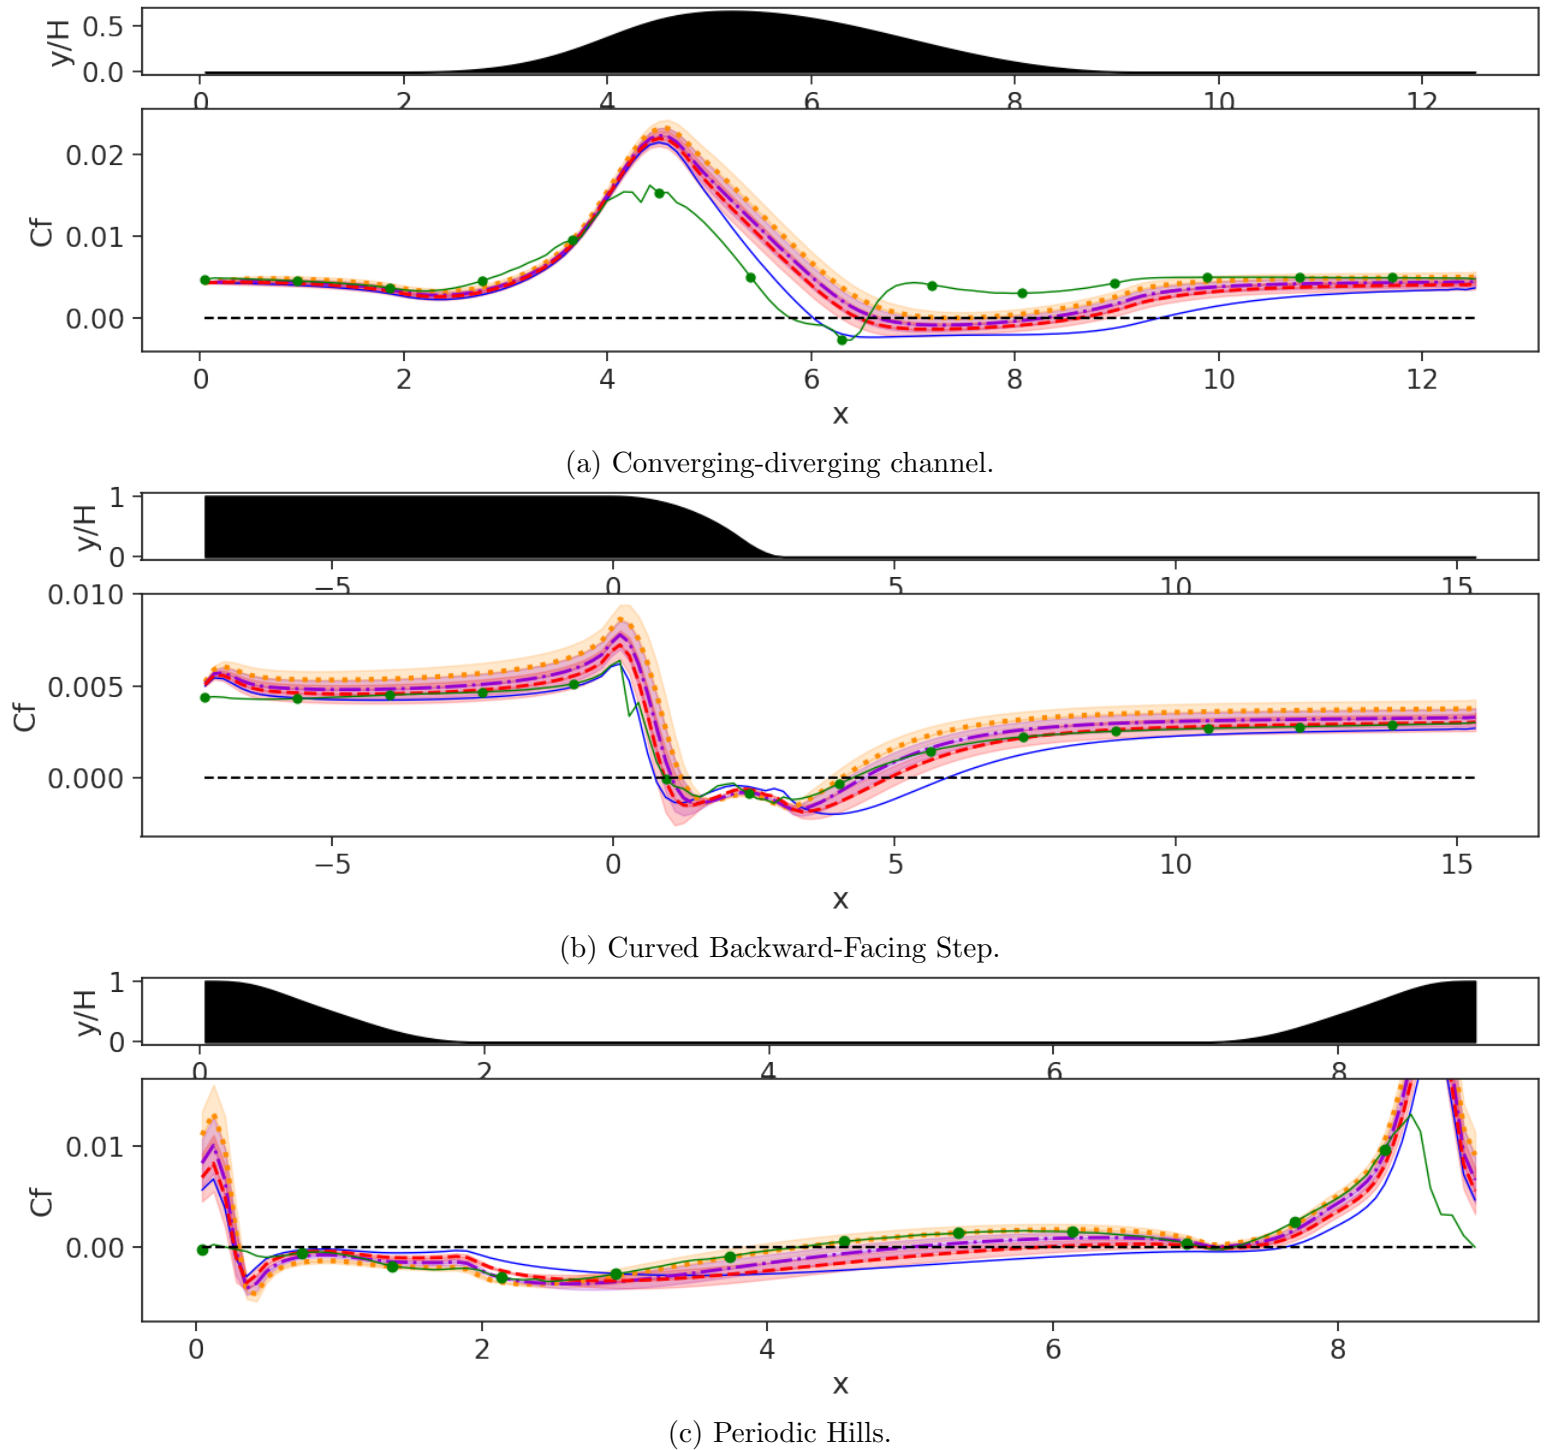 y/H
0.5
0.0
0 2 4 6 8 10 12
Cf
0.02
0.01
0.00
0 2 4 6 8 10 12
x
(a) Converging-diverging channel.
y/H
1
0
−5 0 5 10 15
Cf
0.010
0.005
0.000
−5 0 5 10 15
x
(b) Curved Backward-Facing Step.
y/H
1
0
0 2 4 6 8
Cf
0.01
0.00
0 2 4 6 8
x
(c) Periodic Hills.